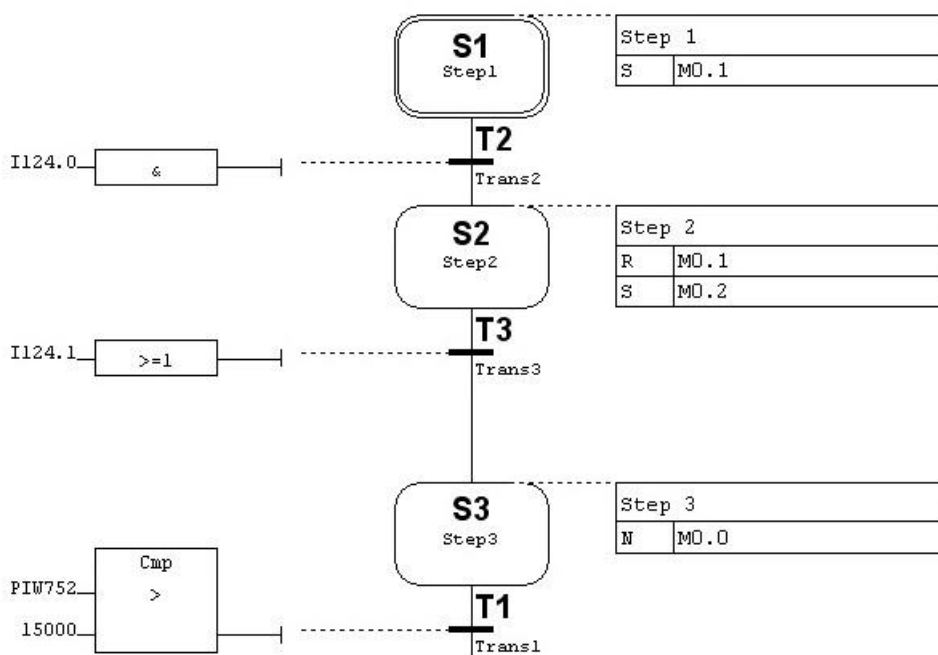 S1
Step1
Step 1
S M0.1
T2
I124.0
&
Trans2
S2
Step2
Step 2
R M0.1
S M0.2
T3
I124.1
>=1
Trans3
S3
Step3
Step 3
N M0.0
Cmp
PIW752
>
T1
15000
Trans1